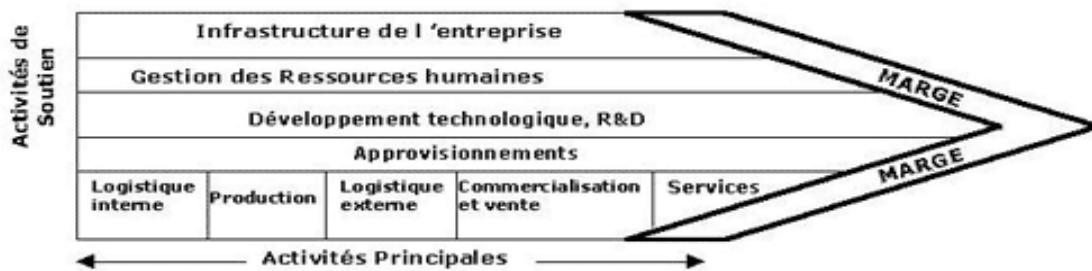 Activités de
Soutien
Infrastructure de l 'entreprise
Gestion des Ressources humaines
Développement technologique, R&D
Approvisionnements
MARGE
MARGE
Logistique
interne
Production
Logistique
externe
Commercialisation
et vente
Services
Activités Principales